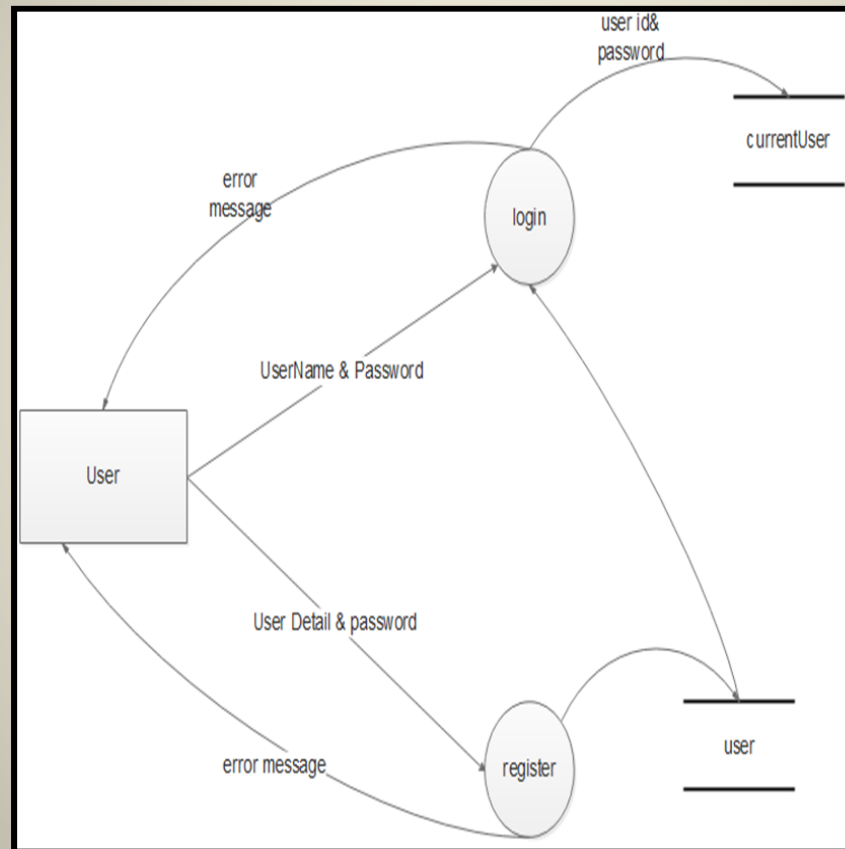 user id&
password
currentUser
error
message
login
UserName & Password
User
User Detail & password
error message
register
user